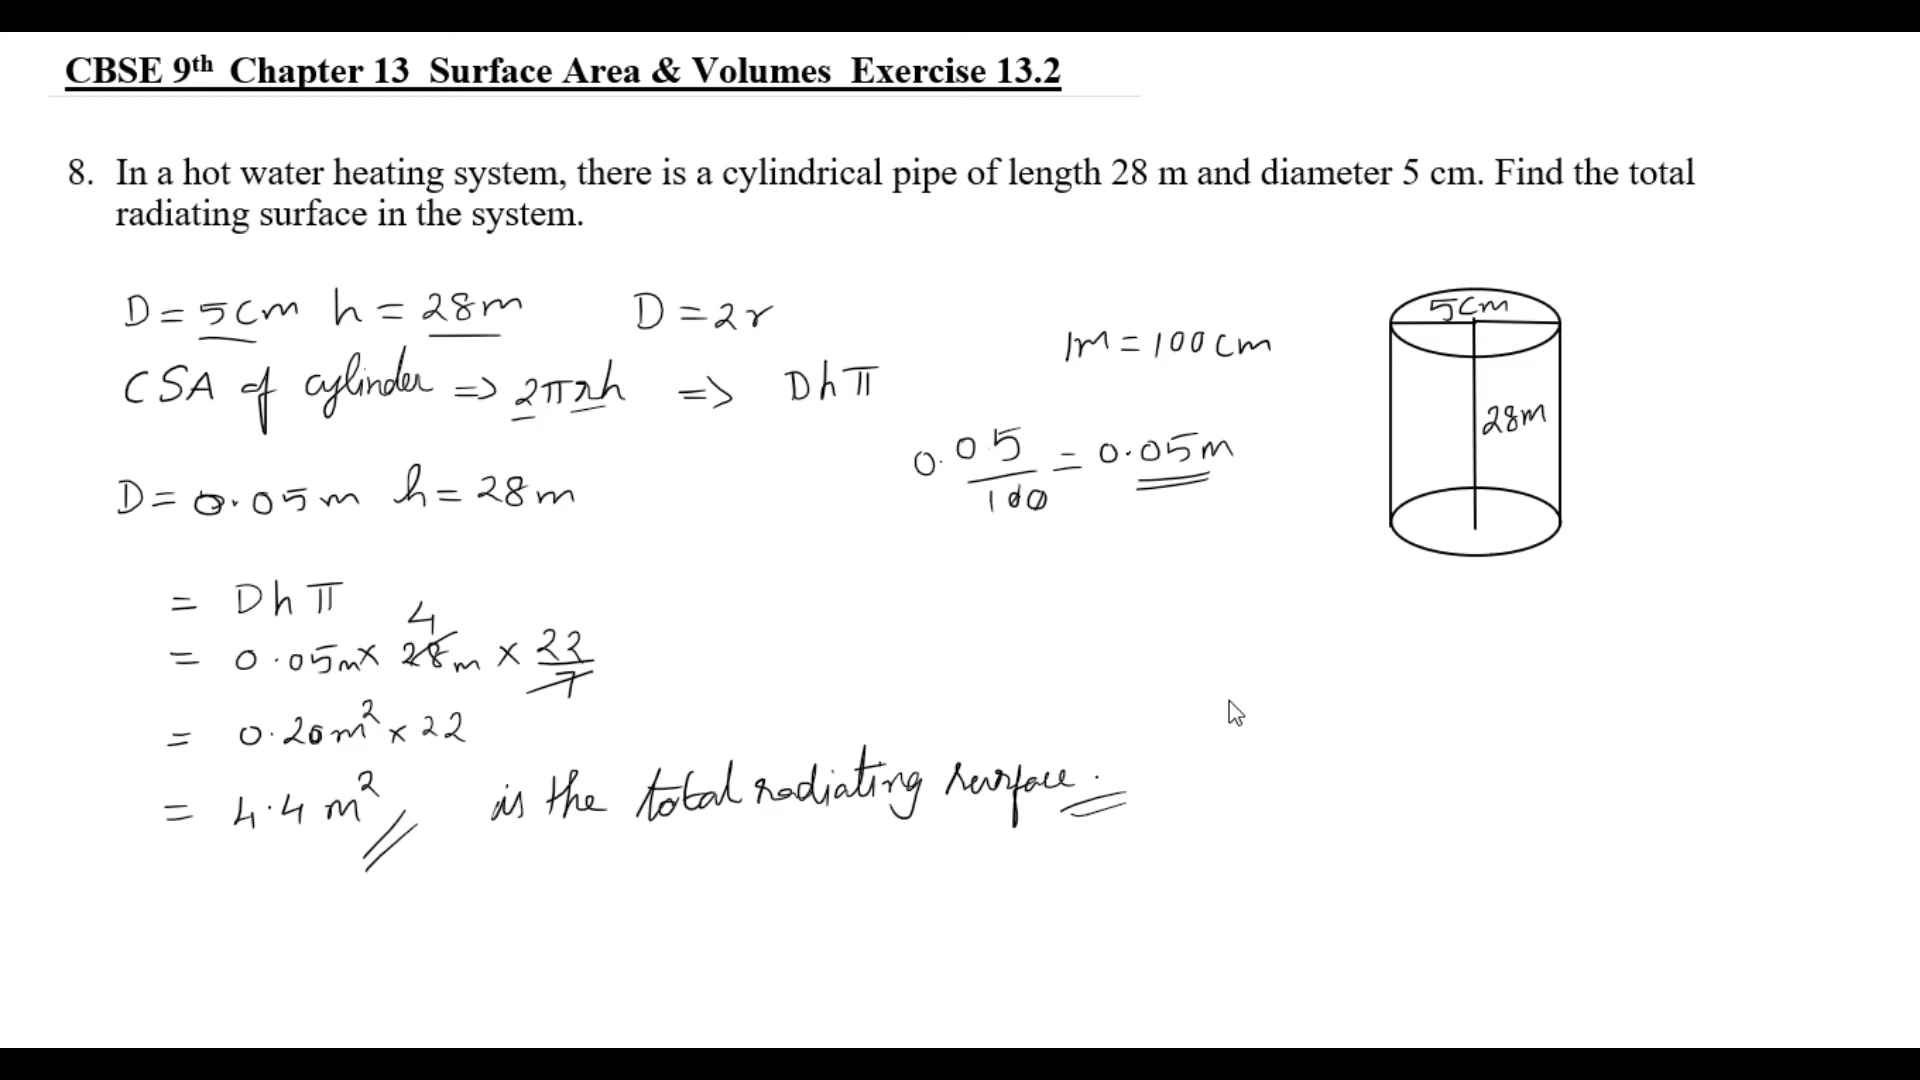 CBSE 9th Chapter 13 Surface Area & Volumes Exercise 13.2
8. In a hot water heating system, there is a cylindrical pipe of length 28 m and diameter 5 cm. Find the total
radiating surface in the system.
D = 5cm h = 28m D = 2r
CSA of cylinder => 2πrh => Dhπ
1m = 100cm
0.05/100 = 0.05m
D = 0.05m h = 28m
5cm
28m
= Dhπ
4
= 0.05m x 28m x 22/7
= 0.20m² x 22
= 4.4 m² is the total radiating surface.